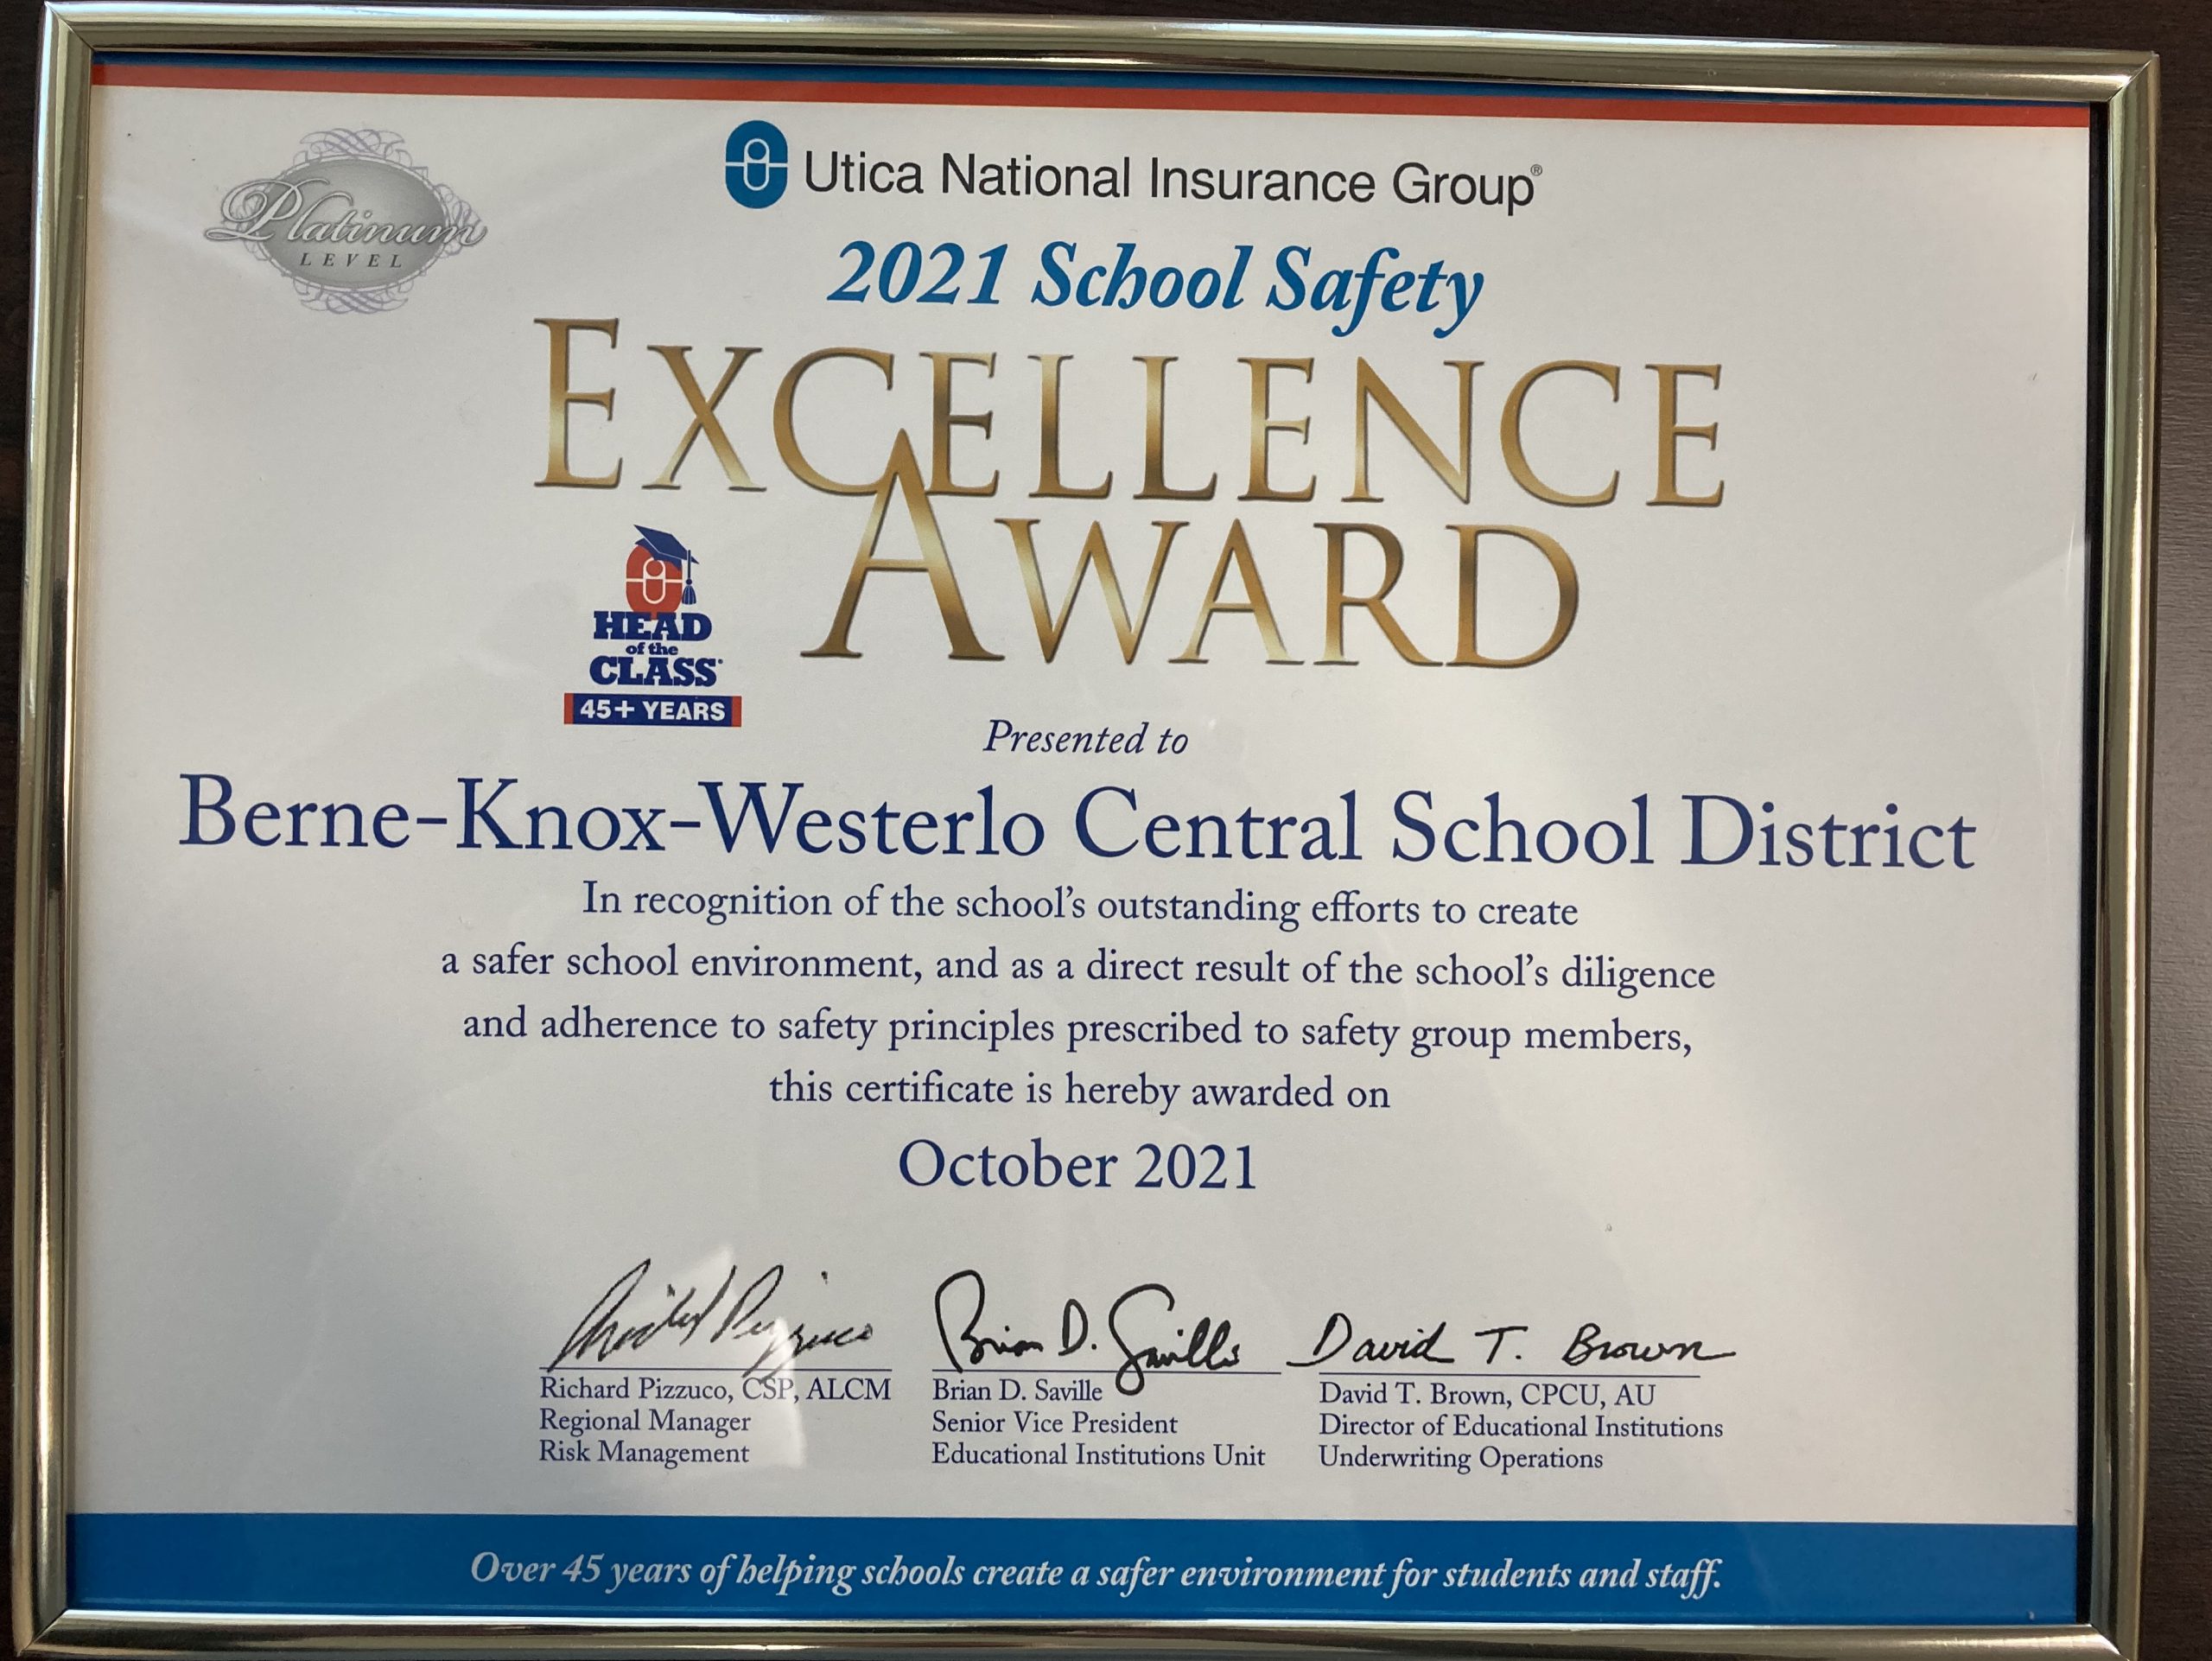 Platinum
LEVEL
Utica National Insurance Group®
2021 School Safety
EXCELLENCE
AWARD
HEAD
of the
CLASS
45+ YEARS
Presented to
Berne-Knox-Westerlo Central School District
In recognition of the school's outstanding efforts to create
a safer school environment, and as a direct result of the school's diligence
and adherence to safety principles prescribed to safety group members,
this certificate is hereby awarded on
October 2021
Richard Pizzuco
Richard Pizzuco, CSP, ALCM
Regional Manager
Risk Management
Brian D. Saville
Brian D. Saville
Senior Vice President
Educational Institutions Unit
David T. Brown
David T. Brown, CPCU, AU
Director of Educational Institutions
Underwriting Operations
Over 45 years of helping schools create a safer environment for students and staff.